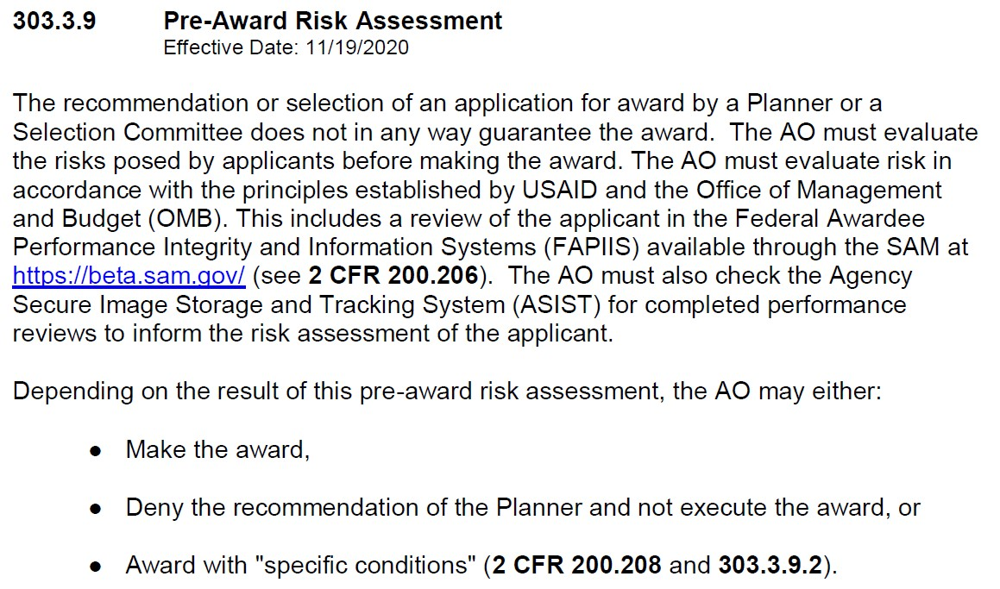 303.3.9 Pre-Award Risk Assessment
Effective Date: 11/19/2020
The recommendation or selection of an application for award by a Planner or a
Selection Committee does not in any way guarantee the award.  The AO must evaluate
the risks posed by applicants before making the award. The AO must evaluate risk in
accordance with the principles established by USAID and the Office of Management
and Budget (OMB). This includes a review of the applicant in the Federal Awardee
Performance Integrity and Information Systems (FAPIIS) available through the SAM at
https://beta.sam.gov/ (see 2 CFR 200.206).  The AO must also check the Agency
Secure Image Storage and Tracking System (ASIST) for completed performance
reviews to inform the risk assessment of the applicant.
Depending on the result of this pre-award risk assessment, the AO may either:
● Make the award,
● Deny the recommendation of the Planner and not execute the award, or
● Award with "specific conditions" (2 CFR 200.208 and 303.3.9.2).